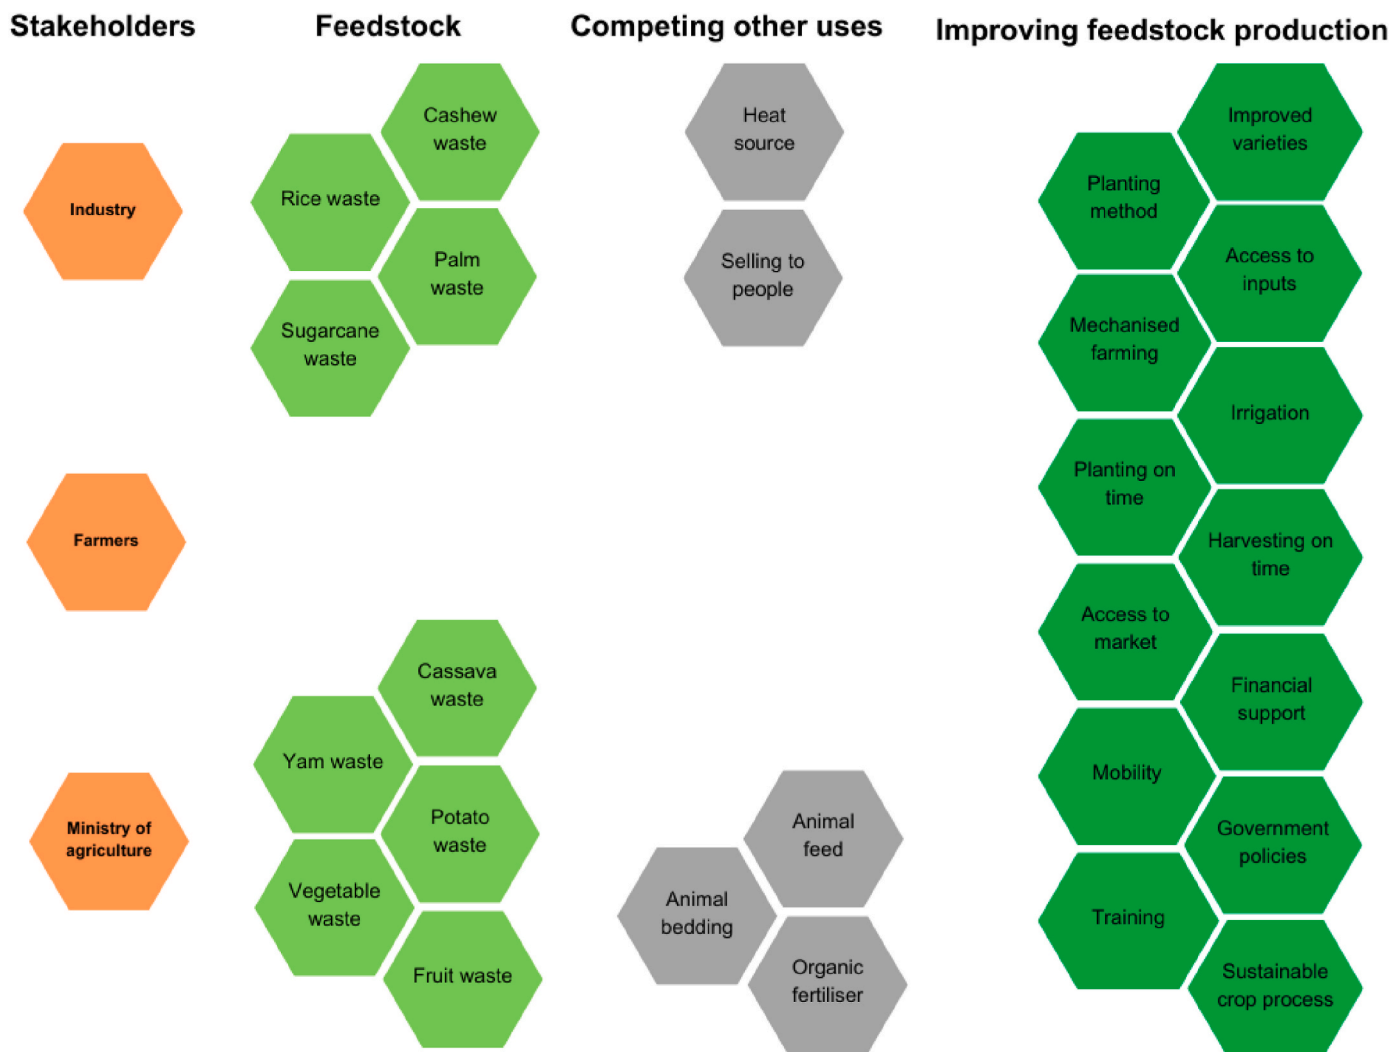 Stakeholders
Feedstock
Competing other uses
Improving feedstock production
Industry
Farmers
Ministry of
agriculture
Cashew
waste
Rice waste
Palm
waste
Sugarcane
waste
Cassava
waste
Yam waste
Potato
waste
Vegetable
waste
Fruit waste
Heat
source
Selling to
people
Animal
feed
Animal
bedding
Organic
fertiliser
Improved
varieties
Planting
method
Access to
inputs
Mechanised
farming
Irrigation
Planting on
time
Harvesting on
time
Access to
market
Financial
support
Mobility
Government
policies
Training
Sustainable
crop process